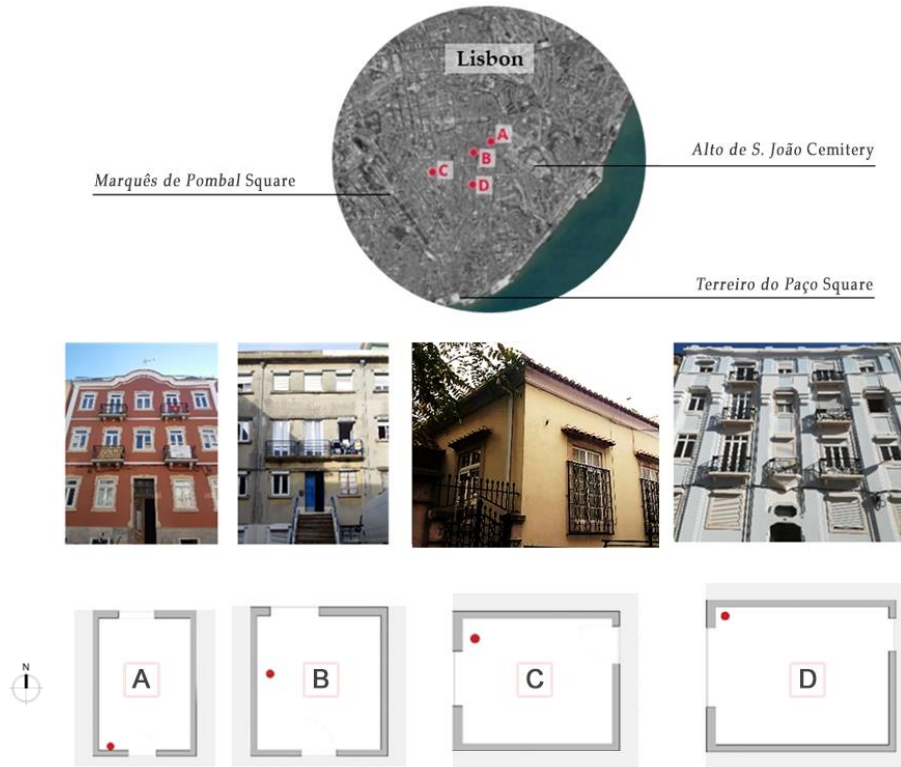 Lisbon
A
B
C
D
Marquês de Pombal Square
Alto de S. João Cemitery
Terreiro do Paço Square
N
A
B
C
D